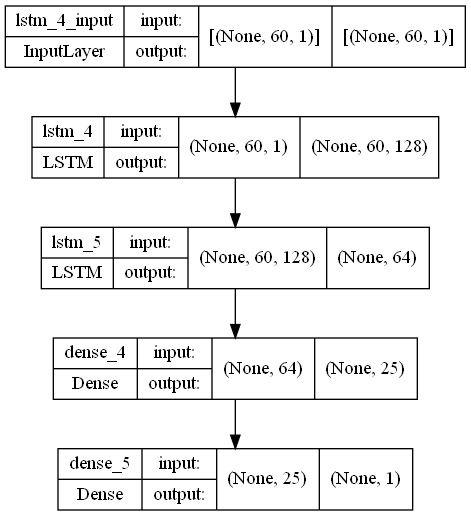 lstm_4_input input: [(None, 60, 1)] [(None, 60, 1)]
InputLayer output:
lstm_4 input: (None, 60, 1) (None, 60, 128)
LSTM output:
lstm_5 input: (None, 60, 128) (None, 64)
LSTM output:
dense_4 input: (None, 64) (None, 25)
Dense output:
dense_5 input: (None, 25) (None, 1)
Dense output: